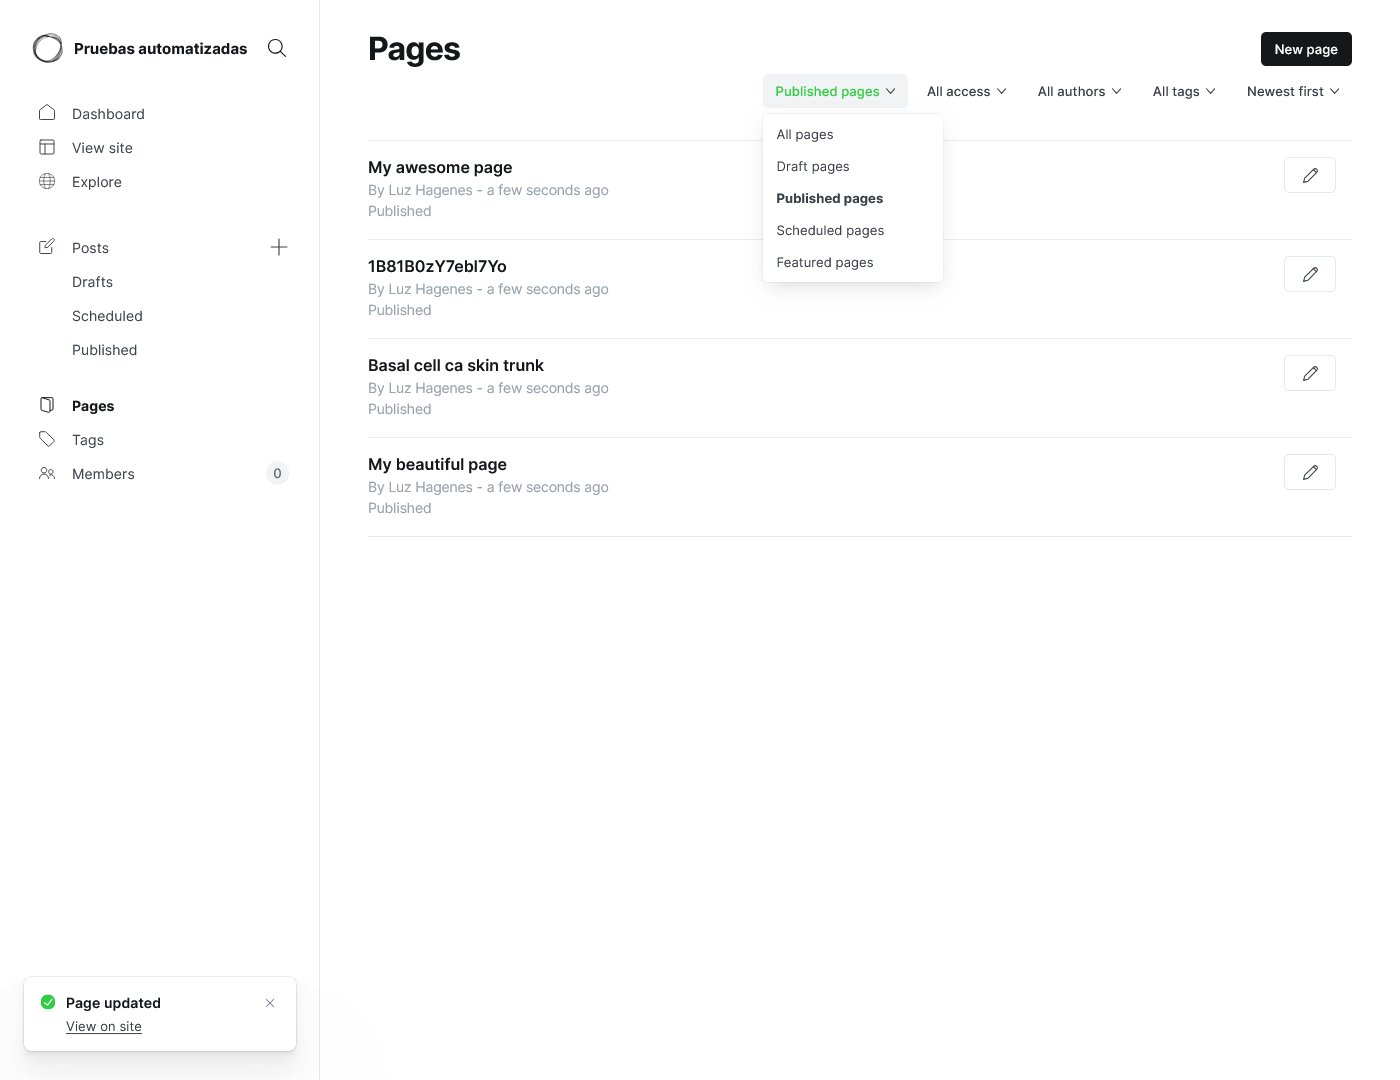 Pruebas automatizadas
Dashboard
View site
Explore
Posts
Drafts
Scheduled
Published
Pages
Tags
Members
0
Page updated
View on site
Pages
New page
Published pages
All access
All authors
All tags
Newest first
All pages
Draft pages
Published pages
Scheduled pages
Featured pages
My awesome page
By Luz Hagenes - a few seconds ago
Published
1B81B0zY7ebI7Yo
By Luz Hagenes - a few seconds ago
Published
Basal cell ca skin trunk
By Luz Hagenes - a few seconds ago
Published
My beautiful page
By Luz Hagenes - a few seconds ago
Published